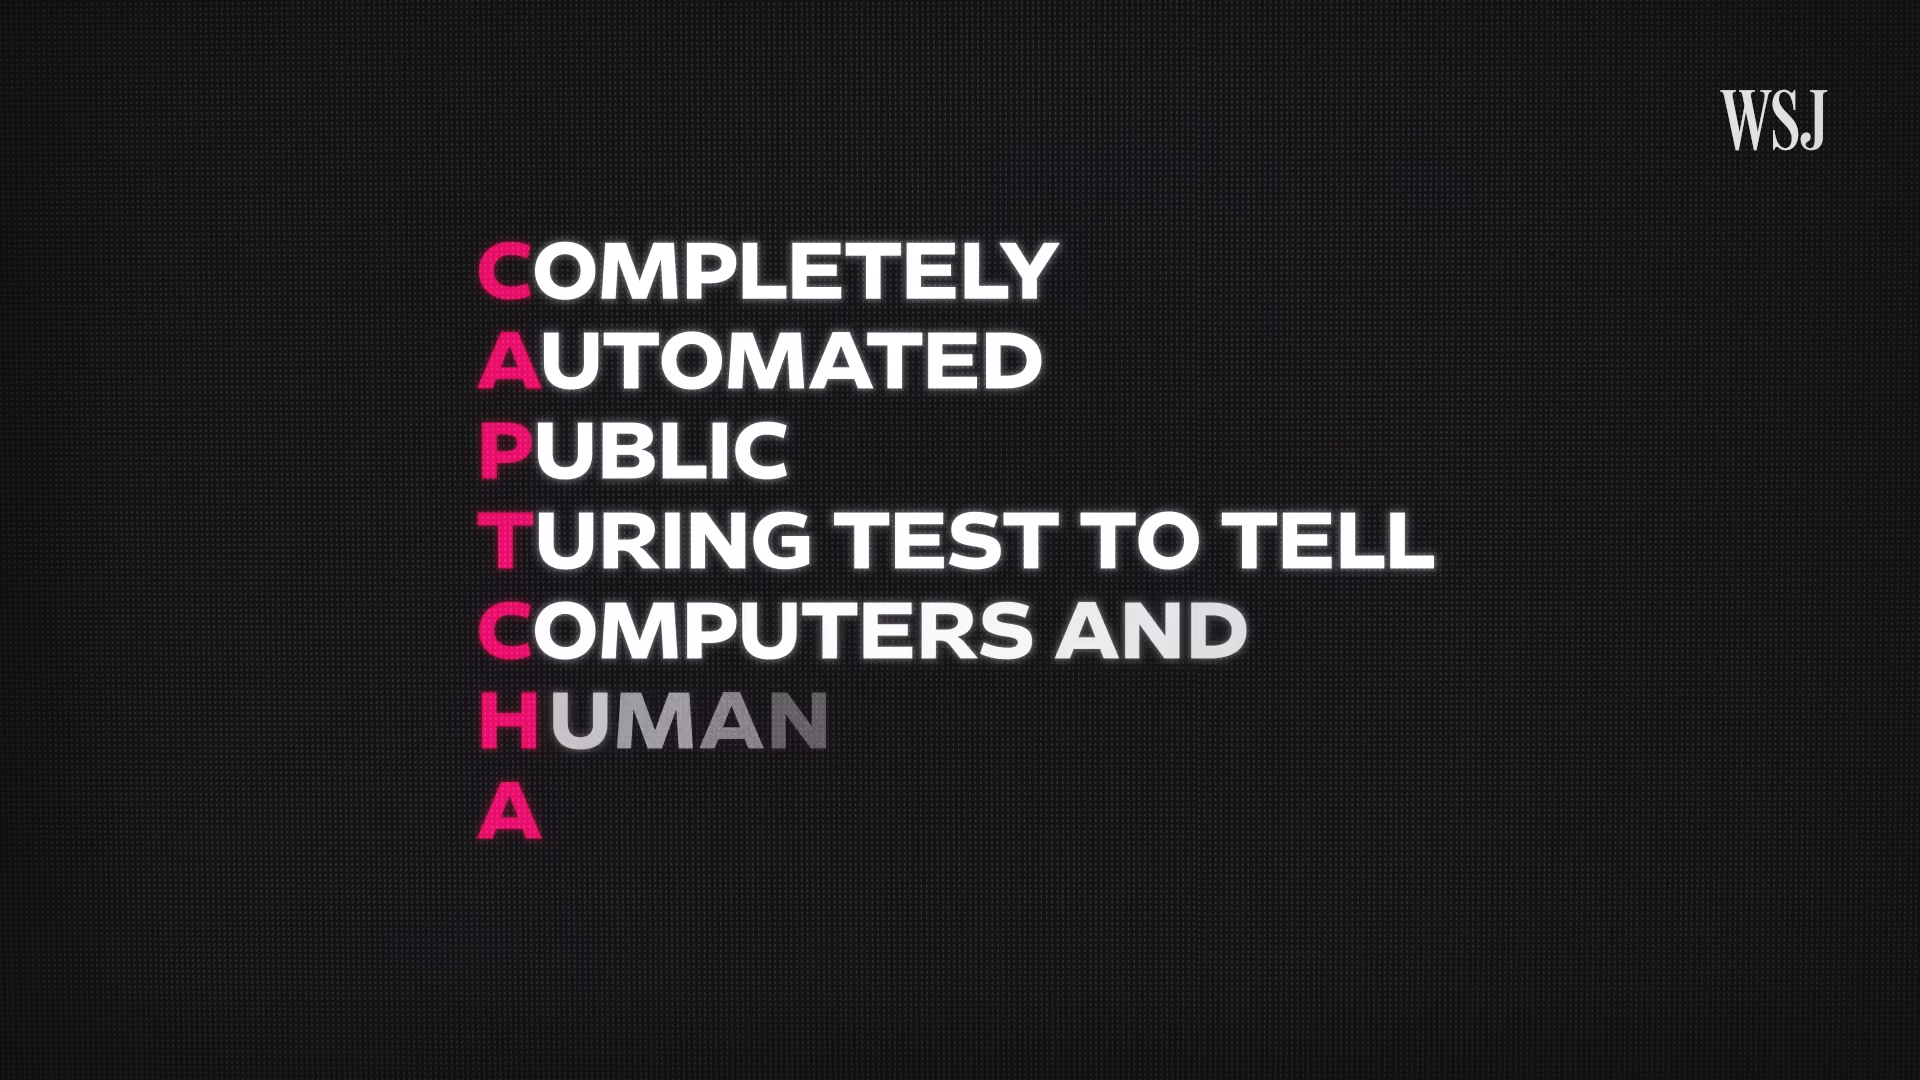 WSJ
COMPLETELY
AUTOMATED
PUBLIC
TURING TEST TO TELL
COMPUTERS AND
HUMAN
A